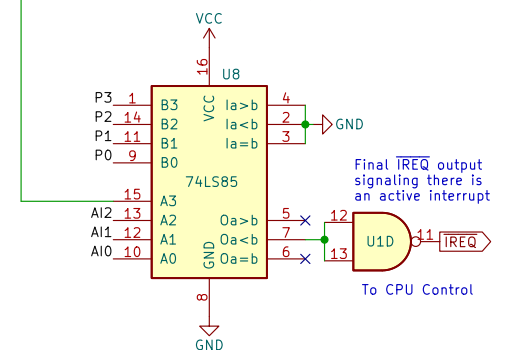 VCC
16
U8
P3 1 B3 VCC Ia>b 4
P2 14 B2 Ia<b 2 GND
P1 11 B1 Ia=b 3
P0 9 B0
74LS85
15 A3
AI2 13 A2 Oa>b 5
AI1 12 A1 Oa<b 7
AI0 10 A0 Oa=b 6
GND
8
GND
Final IREQ output
signaling there is
an active interrupt
12
13
U1D
11
IREQ
To CPU Control